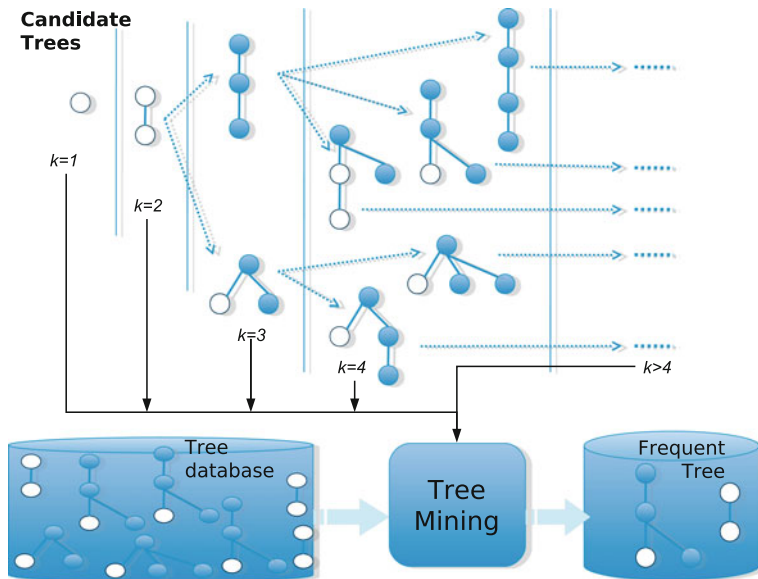 Candidate
Trees
k=1
k=2
k=3
k=4
k>4
Tree
database
Tree
Mining
Frequent
Tree